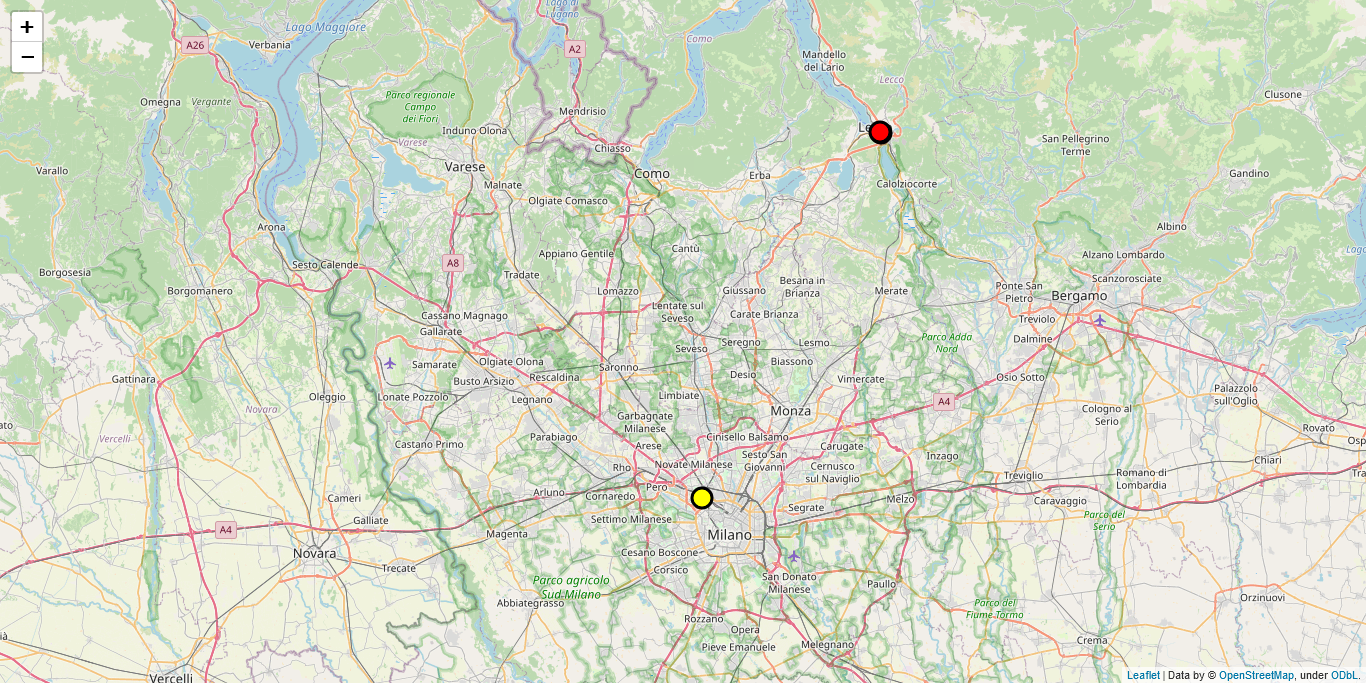 +
−
Lago Maggiore
Verbania
A26
Lago di
Lugano
A2
Como
Mandello
del Lario
Lecco
Clusone
Omegna
Vergante
Parco regionale
Campo
dei Fiori
Mendrisio
Induno Olona
Varese
San Pellegrino
Terme
Chiasso
Varallo
Varese
Malnate
Como
Erba
Calolziocorte
Gandino
Olgiate Comasco
Arona
Albino
Cantù
Appiano Gentile
Alzano Lombardo
Sesto Calende
A8
Borgosesia
Tradate
Scanzorosciate
Borgomanero
Lomazzo
Giussano
Besana in
Brianza
Merate
Ponte San
Pietro
Bergamo
Lentate sul
Seveso
Carate Brianza
Cassano Magnago
Gallarate
Treviolo
Dalmine
Parco Adda
Nord
Seveso
Seregno
Lesmo
Samarate
Olgiate Olona
Saronno
Biassono
Gattinara
Busto Arsizio
Rescaldina
Desio
Vimercate
Osio Sotto
Palazzolo
sull'Oglio
Oleggio
Lonate Pozzolo
Legnano
Limbiate
A4
Novara
Garbagnate
Milanese
Monza
Cologno al
Serio
Vercelli
Castano Primo
Parabiago
Arese
Cinisello Balsamo
Carugate
Rovato
Rho
Novate Milanese
Sesto San
Giovanni
Cernusco
sul Naviglio
Inzago
Treviglio
Romano di
Lombardia
Chiari
Cameri
Arluno
Cornaredo
Pero
Melzo
Caravaggio
Galliate
Settimo Milanese
Segrate
Parco del
Serio
A4
Magenta
Milano
Novara
Trecate
Cesano Boscone
Corsico
Parco agricolo
Sud Milano
San Donato
Milanese
Paullo
Abbiategrasso
Parco del
Fiume Tormo
Orzinuovi
Rozzano
Opera
Pieve Emanuele
Melegnano
Crema
Vercelli
Leaflet | Data by © OpenStreetMap, under ODbL.